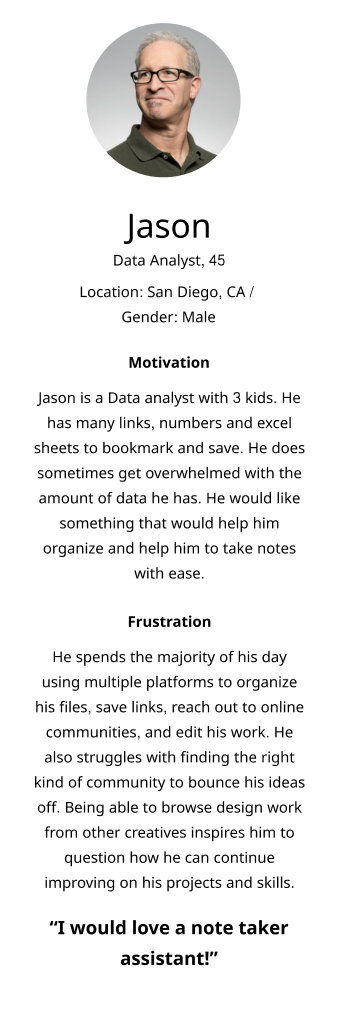 Jason
Data Analyst, 45
Location: San Diego, CA /
Gender: Male
Motivation
Jason is a Data analyst with 3 kids. He
has many links, numbers and excel
sheets to bookmark and save. He does
sometimes get overwhelmed with the
amount of data he has. He would like
something that would help him
organize and help him to take notes
with ease.
Frustration
He spends the majority of his day
using multiple platforms to organize
his files, save links, reach out to online
communities, and edit his work. He
also struggles with finding the right
kind of community to bounce his ideas
off. Being able to browse design work
from other creatives inspires him to
question how he can continue
improving on his projects and skills.
“I would love a note taker
assistant!”